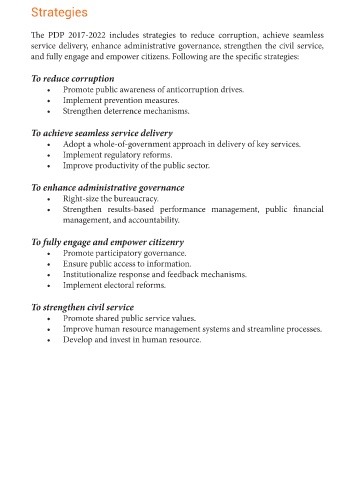 Strategies
The PDP 2017-2022 includes strategies to reduce corruption, achieve seamless
service delivery, enhance administrative governance, strengthen the civil service,
and fully engage and empower citizens. Following are the specific strategies:
To reduce corruption
• Promote public awareness of anticorruption drives.
• Implement prevention measures.
• Strengthen deterrence mechanisms.
To achieve seamless service delivery
• Adopt a whole-of-government approach in delivery of key services.
• Implement regulatory reforms.
• Improve productivity of the public sector.
To enhance administrative governance
• Right-size the bureaucracy.
• Strengthen results-based performance management, public financial
management, and accountability.
To fully engage and empower citizenry
• Promote participatory governance.
• Ensure public access to information.
• Institutionalize response and feedback mechanisms.
• Implement electoral reforms.
To strengthen civil service
• Promote shared public service values.
• Improve human resource management systems and streamline processes.
• Develop and invest in human resource.